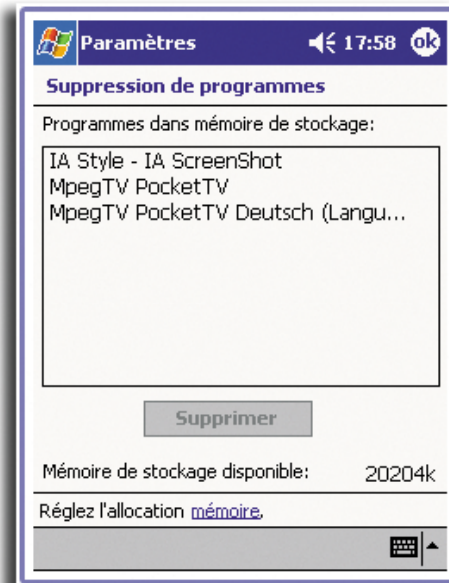 Paramètres 17:58 ok
Suppression de programmes
Programmes dans mémoire de stockage:
IA Style - IA ScreenShot
MpegTV PocketTV
MpegTV PocketTV Deutsch (Langu...
Supprimer
Mémoire de stockage disponible: 20204k
Réglez l'allocation mémoire.